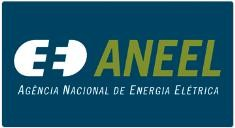 ANEEL
AGÊNCIA NACIONAL DE ENERGIA ELÉTRICA